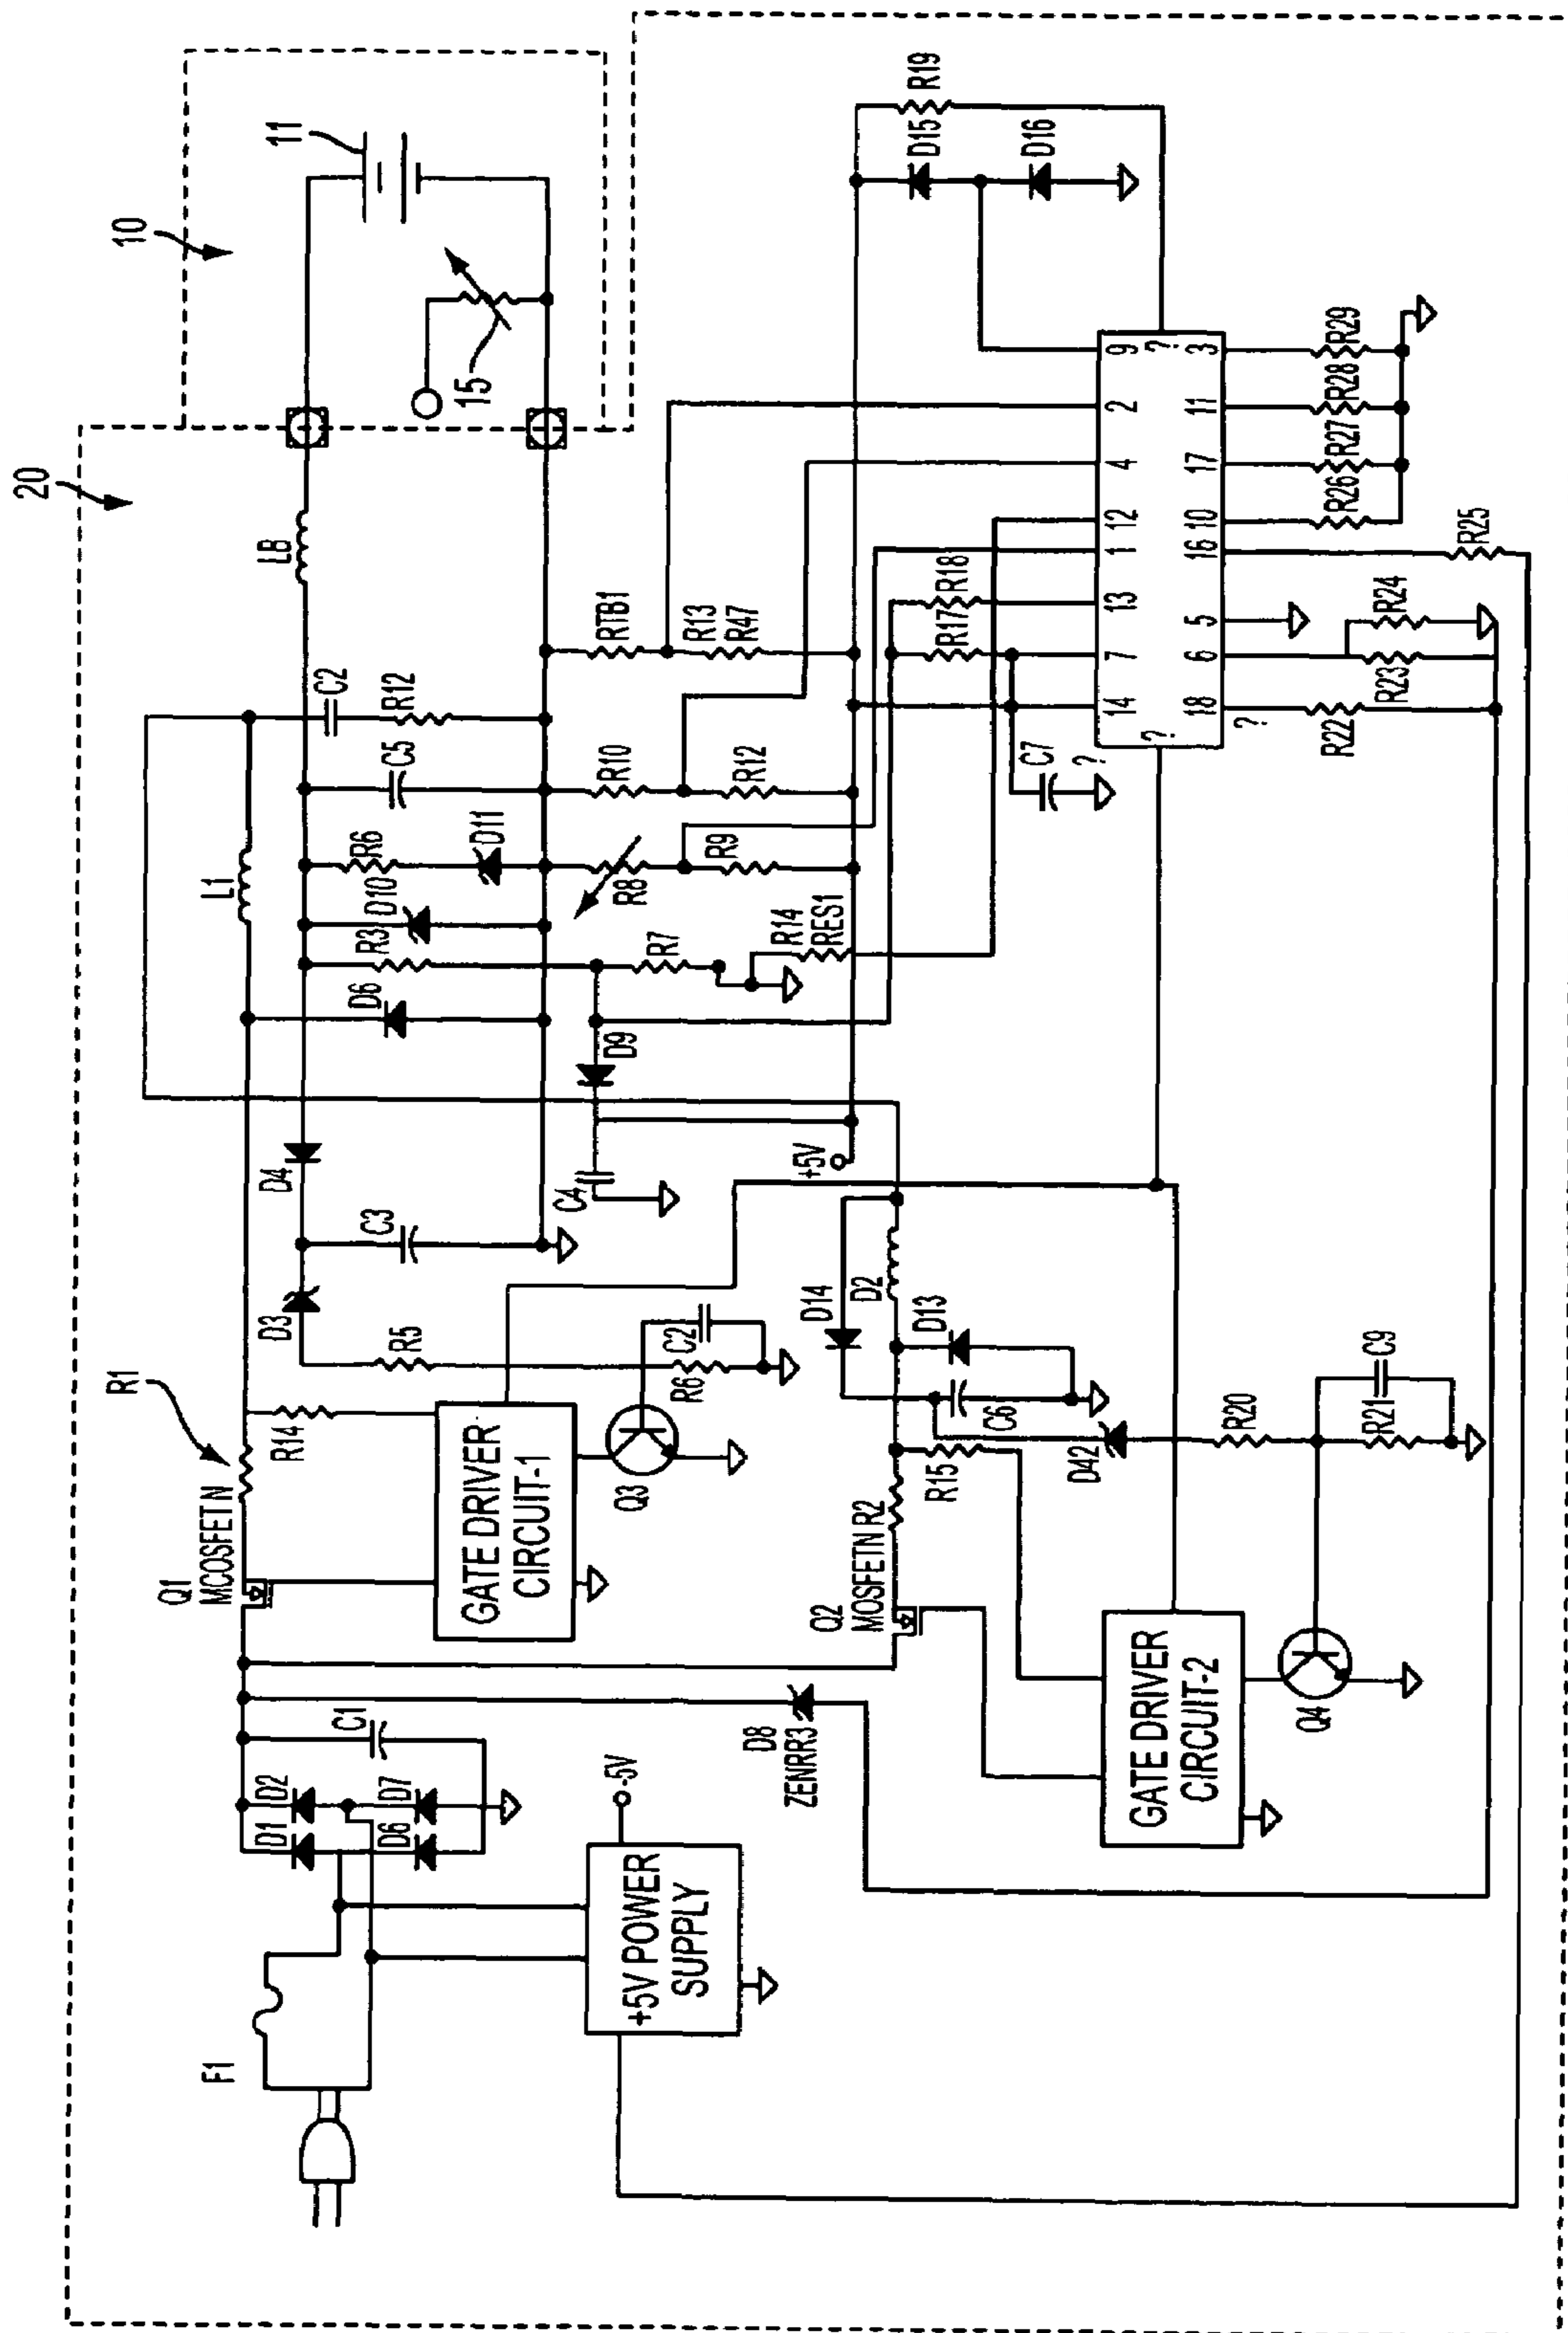 20
10
11
15
F1
D1
D2
D6
D7
C1
Q1
MCOSFET N
R1
R14
D3
R5
C3
D4
L1
D6
R3
D10
R6
D11
C5
C2
R12
LB
+5V POWER
SUPPLY
-5V
GATE DRIVER
CIRCUIT-1
Q3
R6
C2
C4
D9
R7
R14
RES1
R8
R9
R10
R12
RTB1
R13
R47
+5V
D8
ZENRR3
Q2
MOSFETN R2
R15
D14
D2
D13
C6
D42
R20
R21
C9
GATE DRIVER
CIRCUIT-2
Q4
C7
?
R17
R18
R19
D15
D16
14
7
13
1
12
4
2
9
?
?
18
6
5
16
10
17
11
3
?
R22
R23
R24
R25
R26
R27
R28
R29